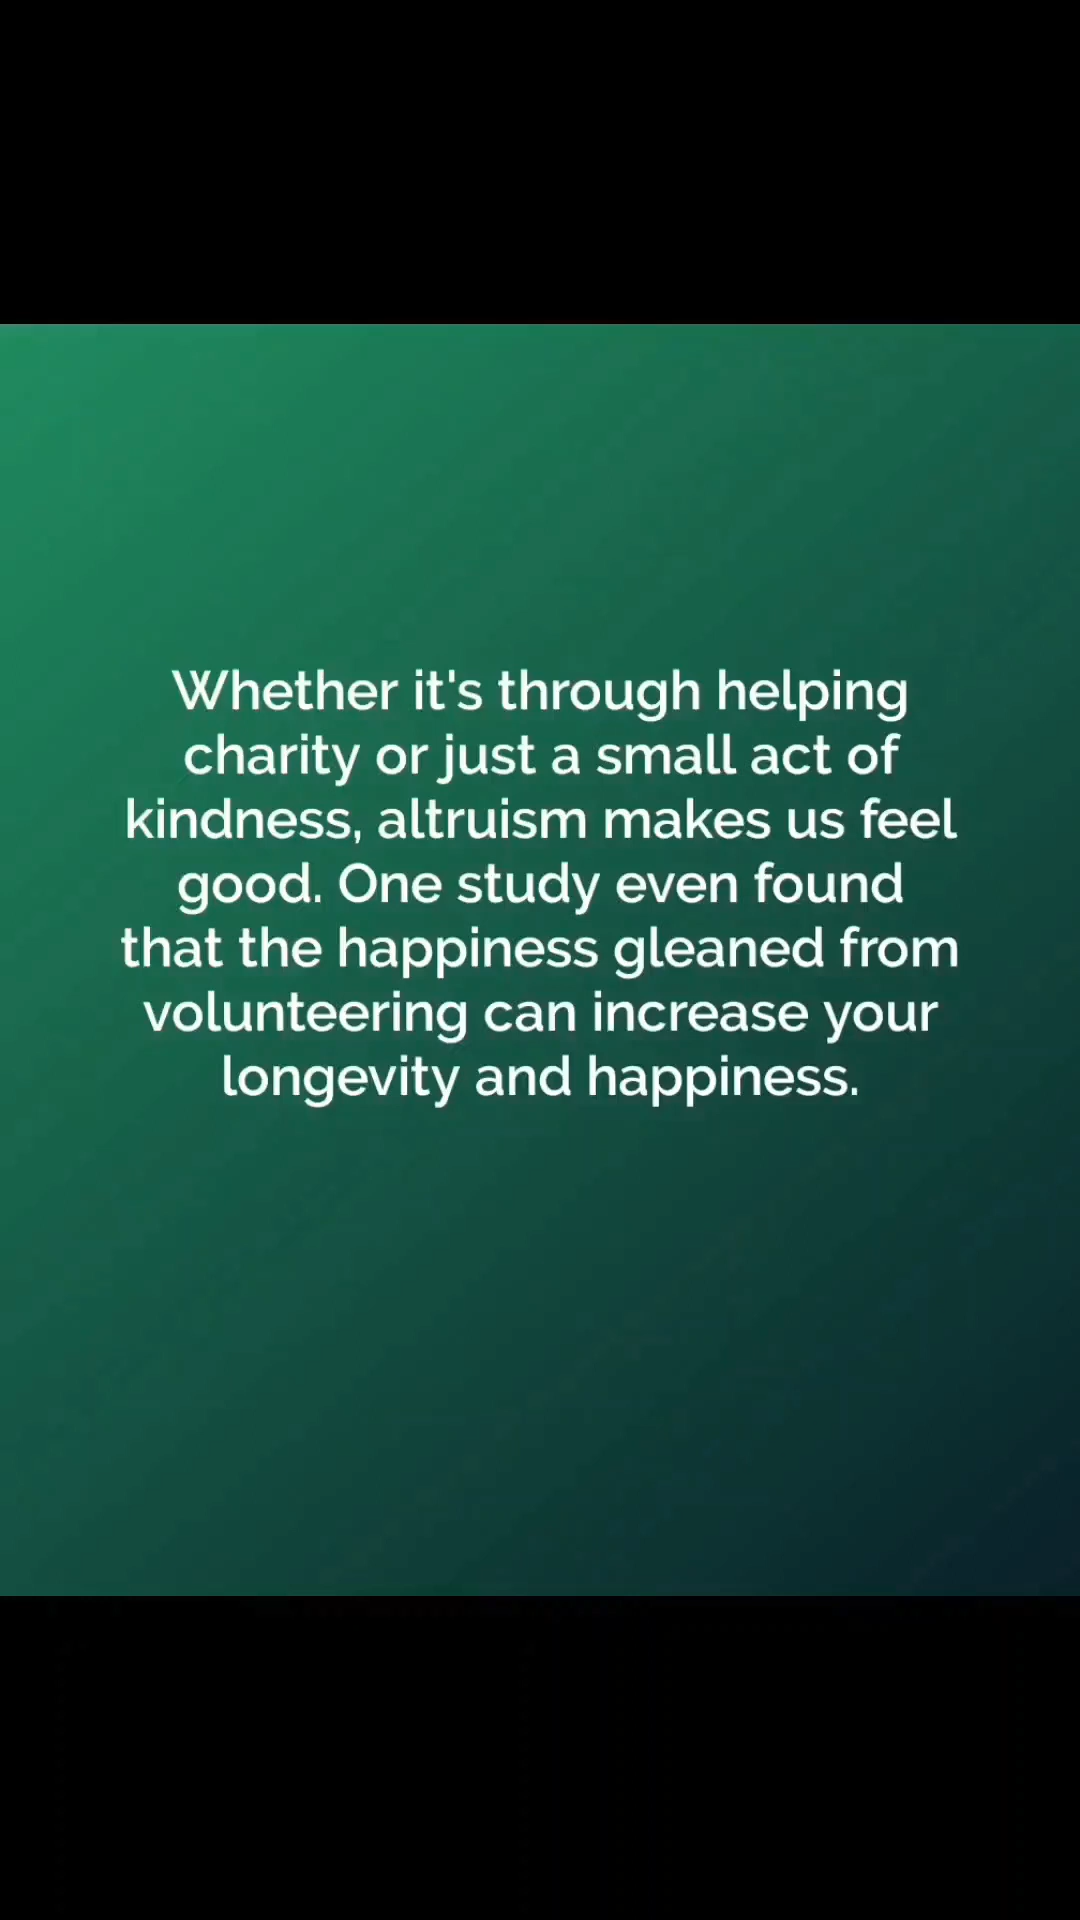 Whether it's through helping
charity or just a small act of
kindness, altruism makes us feel
good. One study even found
that the happiness gleaned from
volunteering can increase your
longevity and happiness.